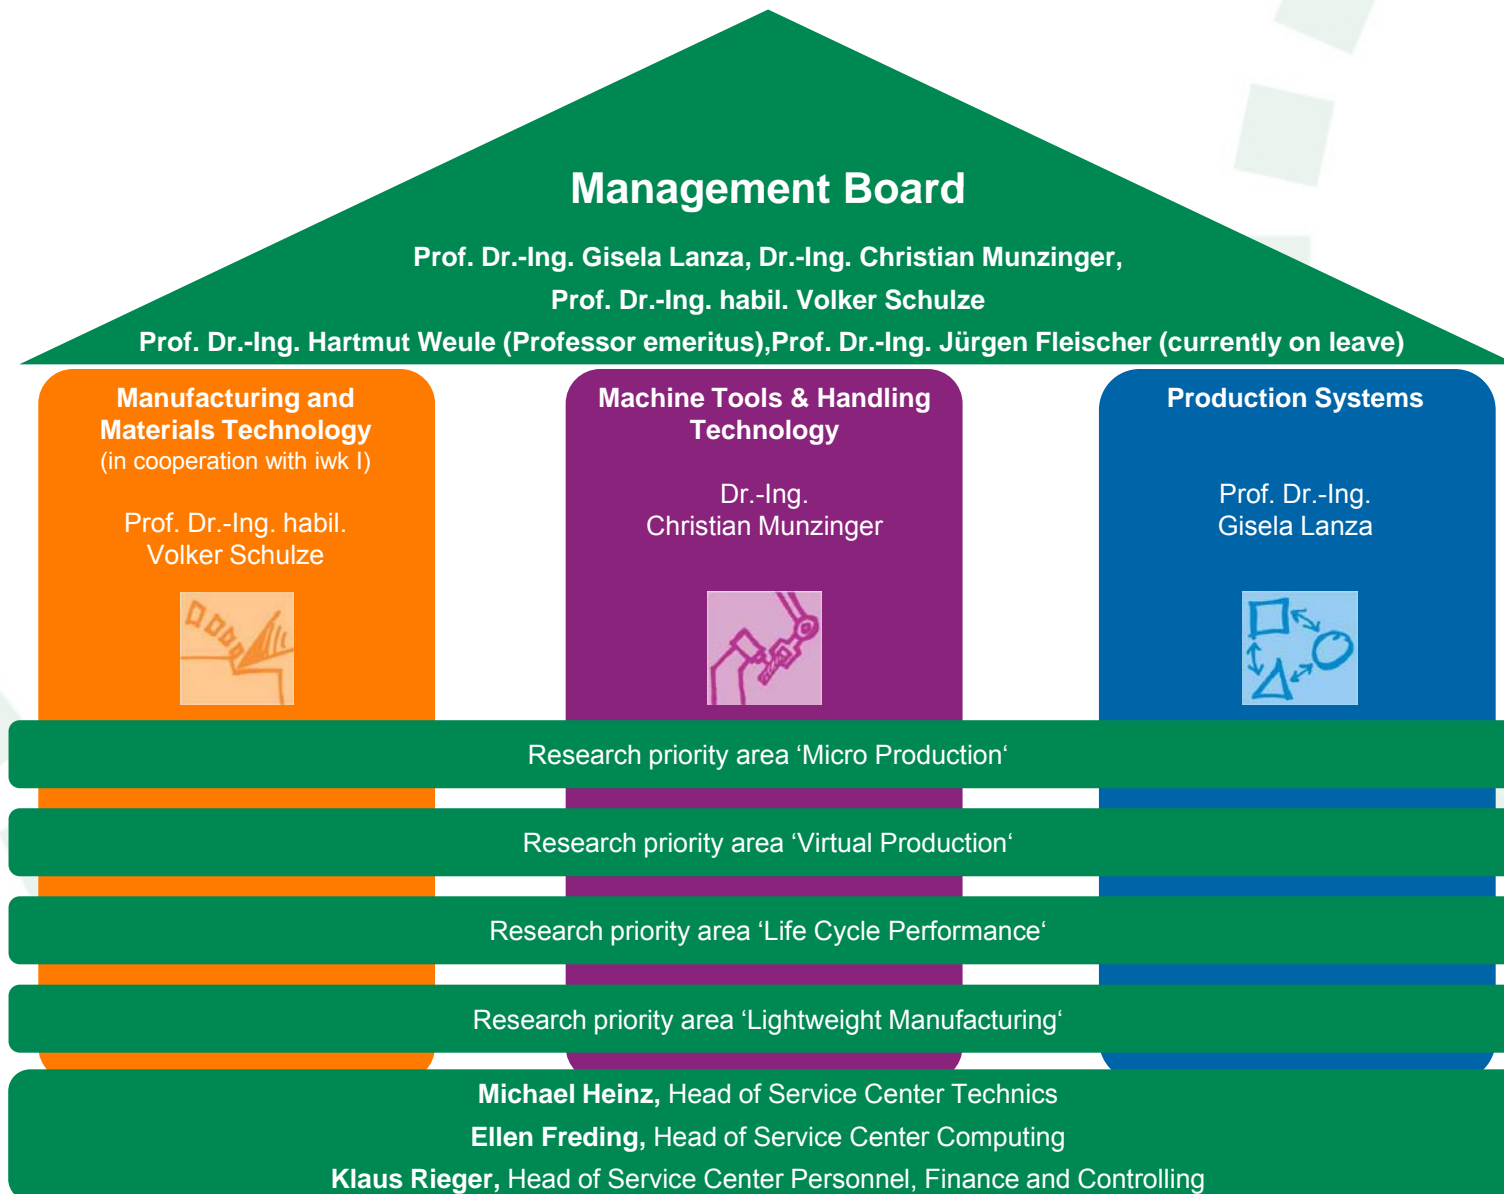 Management Board
Prof. Dr.-Ing. Gisela Lanza, Dr.-Ing. Christian Munzinger,
Prof. Dr.-Ing. habil. Volker Schulze
Prof. Dr.-Ing. Hartmut Weule (Professor emeritus),Prof. Dr.-Ing. Jürgen Fleischer (currently on leave)
Manufacturing and
Materials Technology
(in cooperation with iwk I)
Prof. Dr.-Ing. habil.
Volker Schulze
Machine Tools & Handling
Technology
Dr.-Ing.
Christian Munzinger
Production Systems
Prof. Dr.-Ing.
Gisela Lanza
Research priority area ‘Micro Production‘
Research priority area ‘Virtual Production‘
Research priority area ‘Life Cycle Performance‘
Research priority area ‘Lightweight Manufacturing‘
Michael Heinz, Head of Service Center Technics
Ellen Freding, Head of Service Center Computing
Klaus Rieger, Head of Service Center Personnel, Finance and Controlling